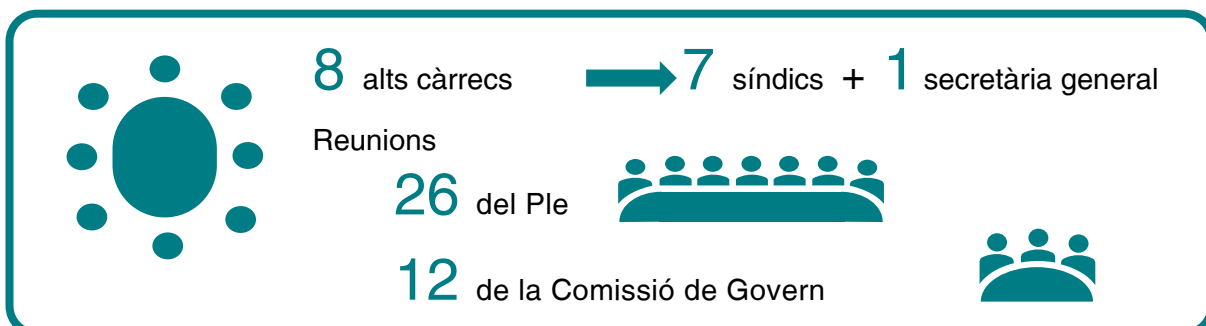 8 alts càrrecs 7 síndics + 1 secretària general
Reunions
26 del Ple
12 de la Comissió de Govern